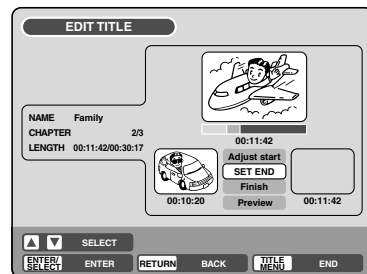 EDIT TITLE
NAME Family
CHAPTER 2/3
LENGTH 00:11:42/00:30:17
00:11:42
Adjust start
SET END
Finish
Preview
00:10:20
00:11:42
SELECT
ENTER/SELECT ENTER RETURN BACK TITLE MENU END